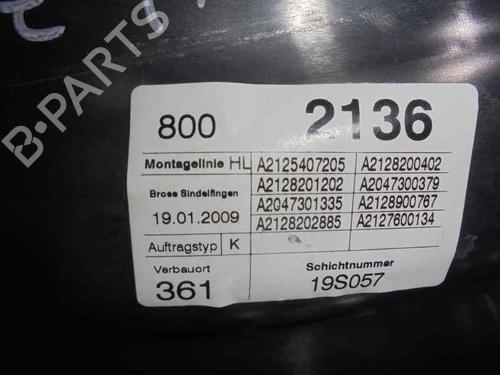 B-PARTS
800 2136
Montagelinie HL A2125407205 A2128200402
Brose Sindelfingen A2128201202 A2047300379
19.01.2009 A2047301335 A2128900767
A2128202885 A2127600134
Auftragstyp K
Verbauort Schichtnummer
361 19S057